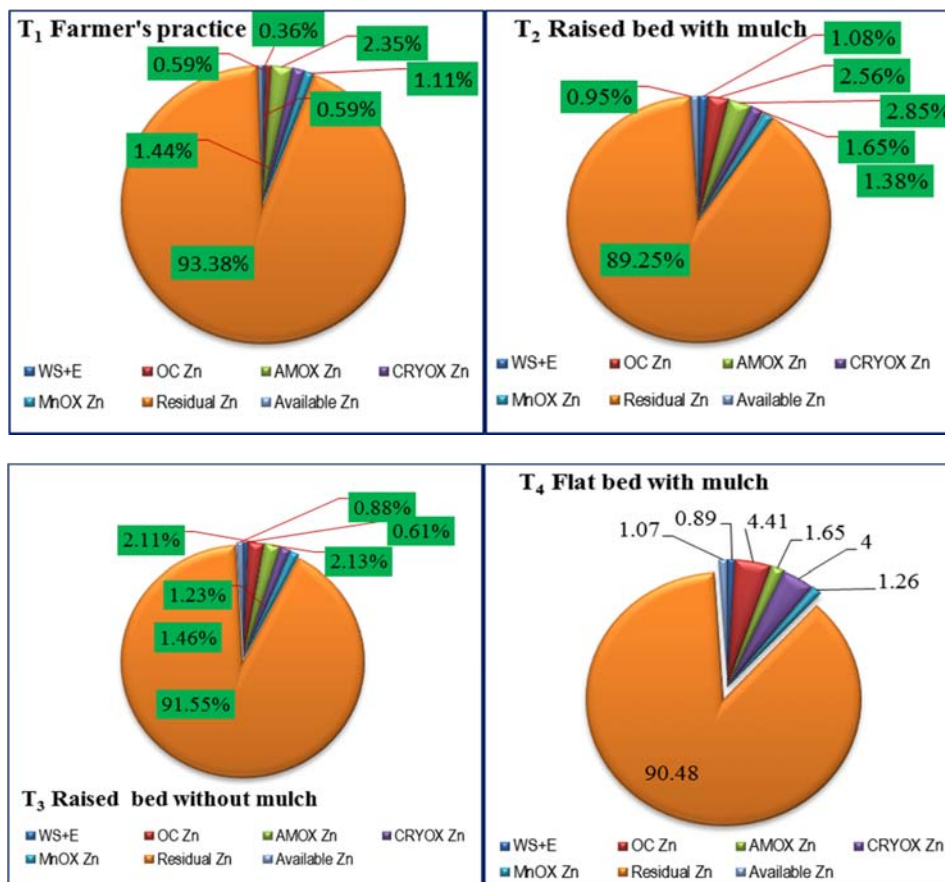 T₁ Farmer's practice
0.36%
2.35%
0.59%
1.11%
0.59%
1.44%
93.38%
WS+E OC Zn AMOX Zn CRYOX Zn
MnOX Zn Residual Zn Available Zn
T₂ Raised bed with mulch
1.08%
2.56%
0.95%
2.85%
1.65%
1.38%
89.25%
WS+E OC Zn AMOX Zn CRYOX Zn
MnOX Zn Residual Zn Available Zn
0.88%
0.61%
2.11%
2.13%
1.23%
1.46%
91.55%
T₃ Raised bed without mulch
WS+E OC Zn AMOX Zn CRYOX Zn
MnOX Zn Residual Zn Available Zn
T₄ Flat bed with mulch
1.07 0.89 4.41 1.65 4
1.26
90.48
WS+E OC Zn AMOX Zn CRYOX Zn
MnOX Zn Residual Zn Available Zn